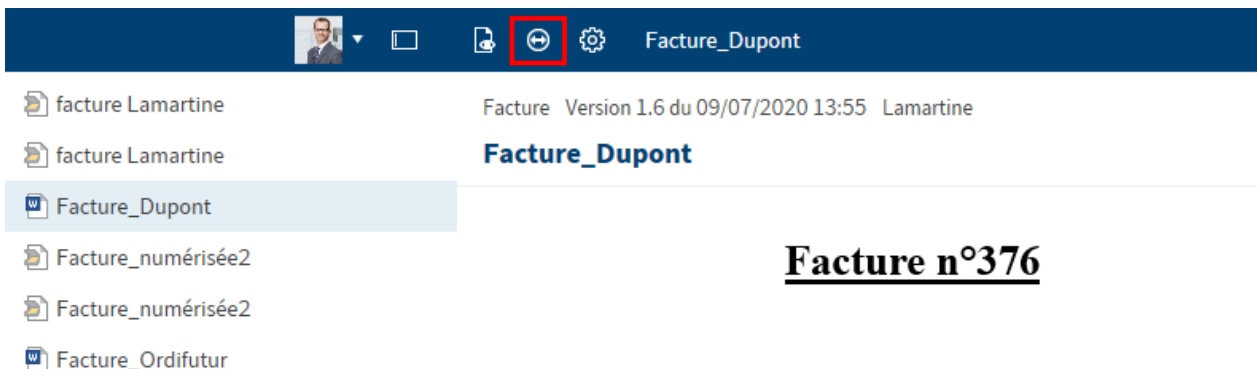 Facture_Dupont
facture Lamartine
facture Lamartine
Facture_Dupont
Facture_numérisée2
Facture_numérisée2
Facture_Ordifutur
Facture Version 1.6 du 09/07/2020 13:55 Lamartine
Facture_Dupont
Facture n°376